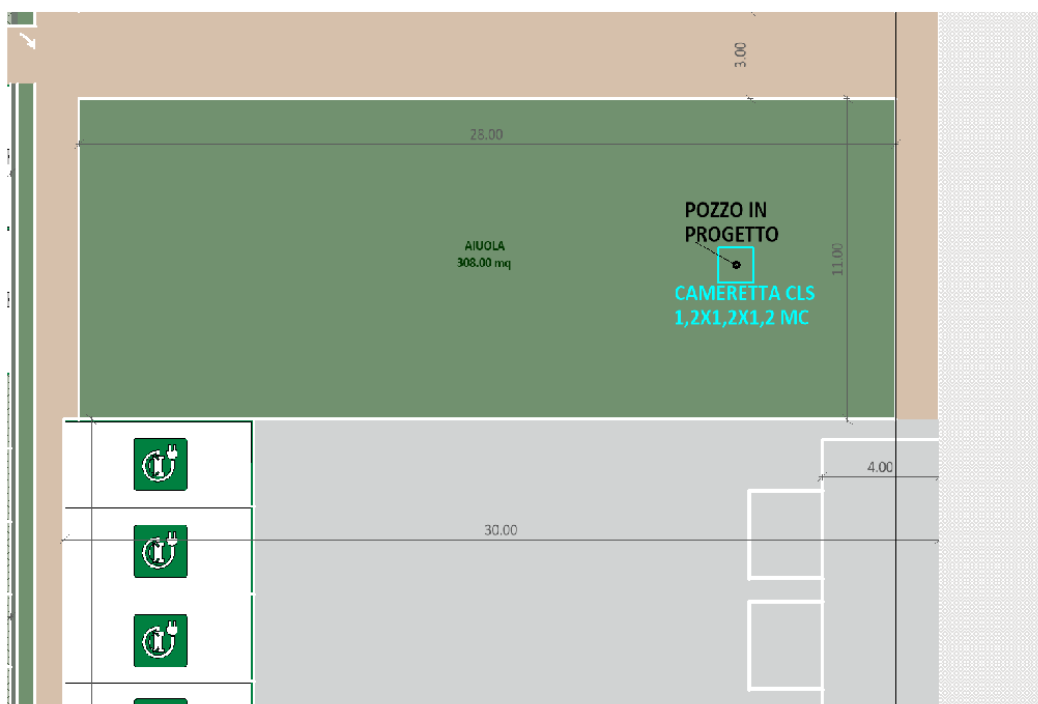 3.00
28.00
POZZO IN
PROGETTO
AIUOLA
308.00 mq
11.00
CAMERETTA CLS
1,2X1,2X1,2 MC
4.00
30.00